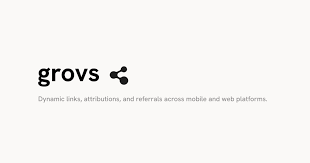 grovs
Dynamic links, attributions, and referrals across mobile and web platforms.